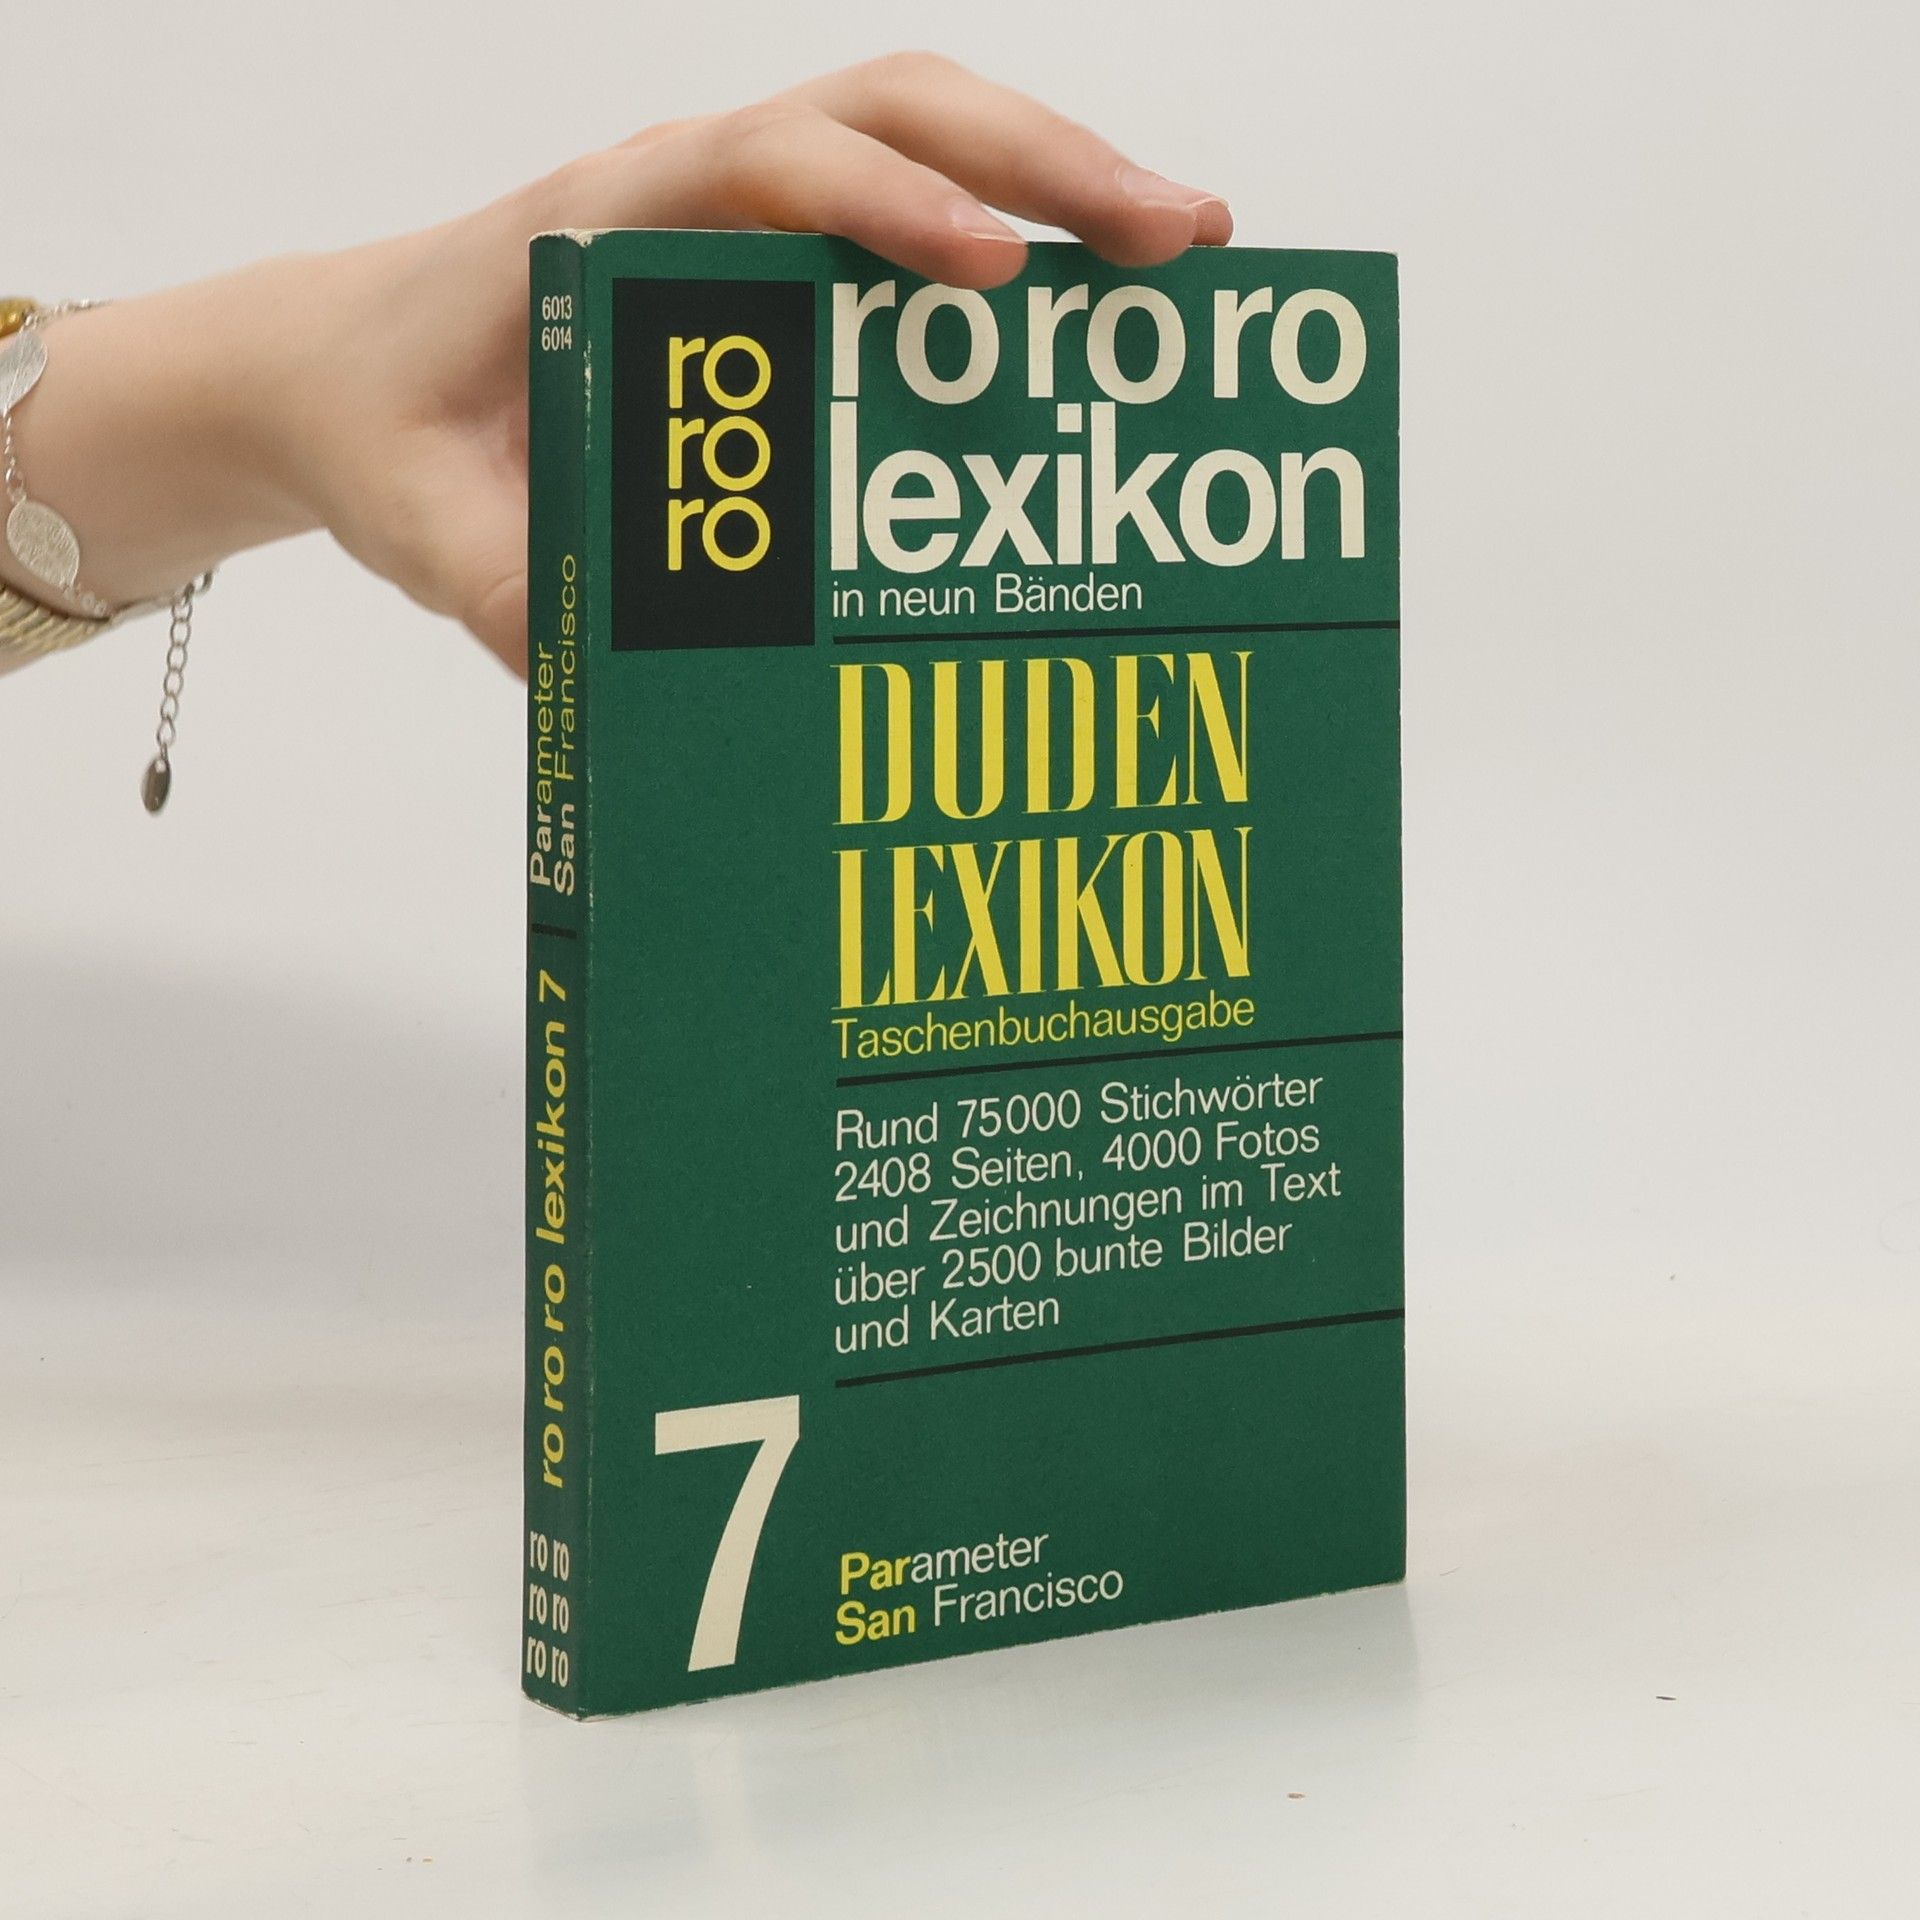 6013
6014
Parameter
San Francisco
ro ro ro lexikon 7
ro ro
ro ro
ro ro
ro
ro
ro
ro ro ro
lexikon
in neun Bänden
DUDEN
LEXIKON
Taschenbuchausgabe
Rund 75000 Stichwörter
2408 Seiten, 4000 Fotos
und Zeichnungen im Text
über 2500 bunte Bilder
und Karten
7
Parameter
San Francisco